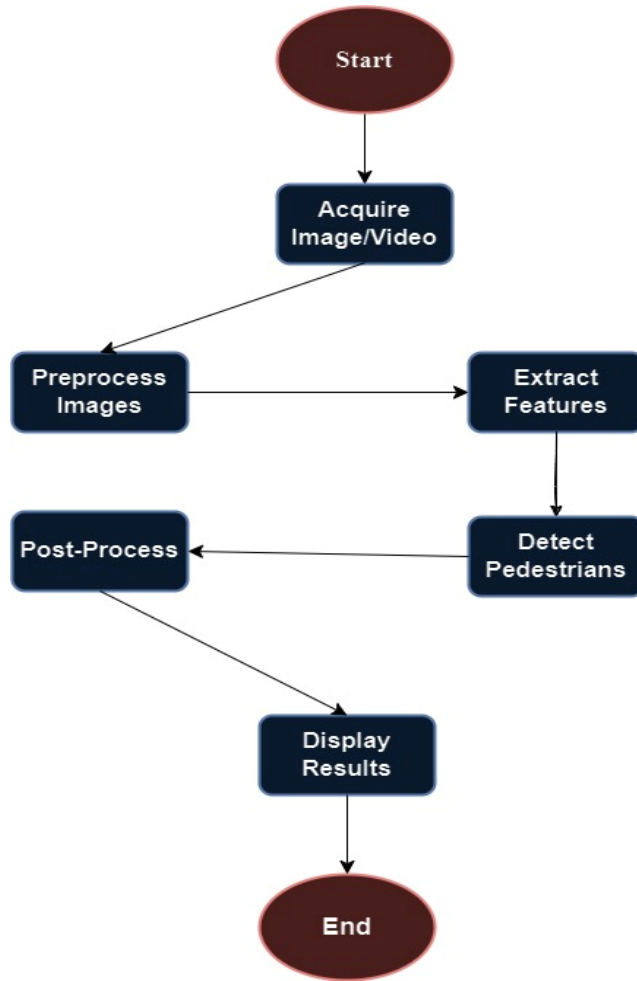 Start
Acquire
Image/Video
Preprocess
Images
Extract
Features
Detect
Pedestrians
Post-Process
Display
Results
End